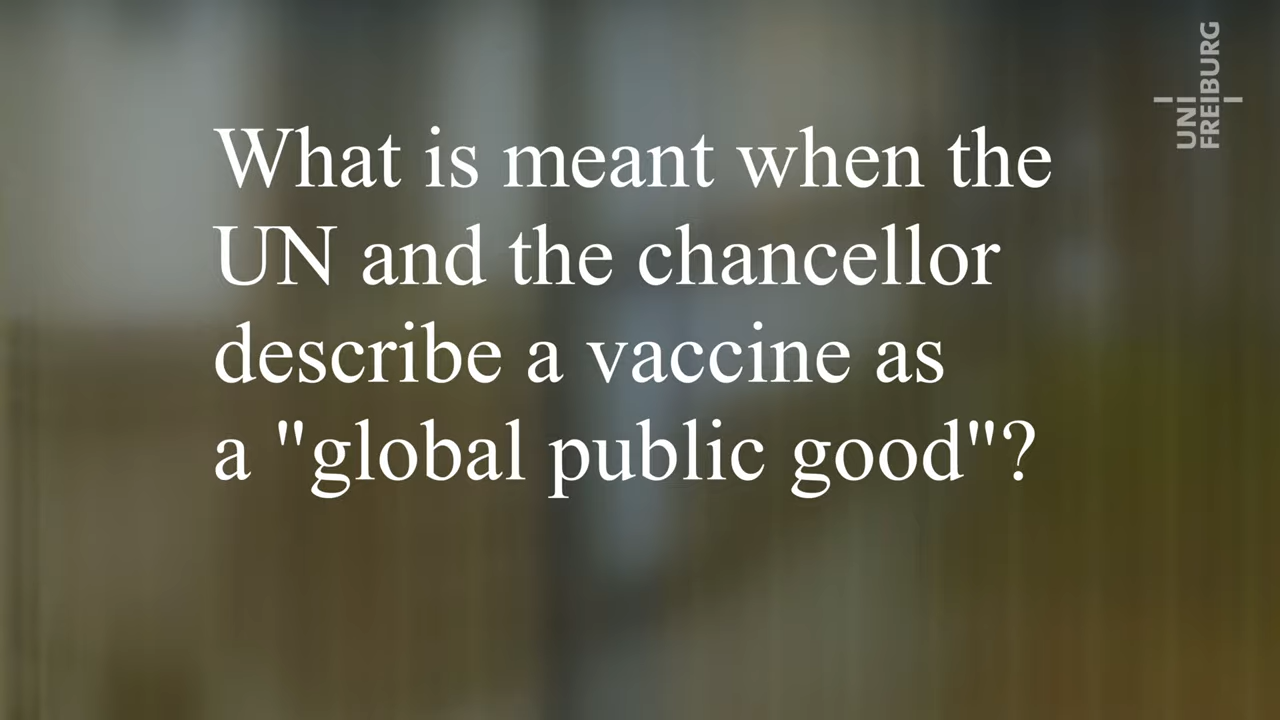 What is meant when the
UN and the chancellor
describe a vaccine as
a "global public good"?
UNI
FREIBURG